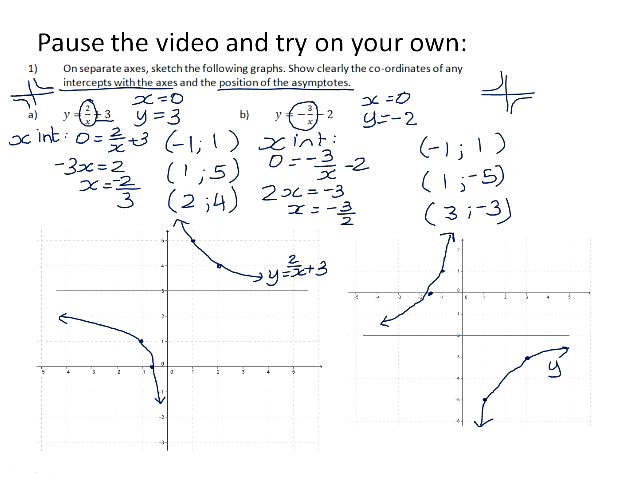 Pause the video and try on your own:
1) On separate axes, sketch the following graphs. Show clearly the co-ordinates of any
intercepts with the axes and the position of the asymptotes.
a) y = 2/x + 3
x = 0
y = 3
b) y = -3/x - 2
x = 0
y = -2
x int: 0 = 2/x + 3
-3x = 2
x = -2/3
(-1; 1)
(1; 5)
(2; 4)
x int:
0 = -3/x - 2
2x = -3
x = -3/2
(-1; 1)
(1; -5)
(3; -3)
y = 2/x + 3
y